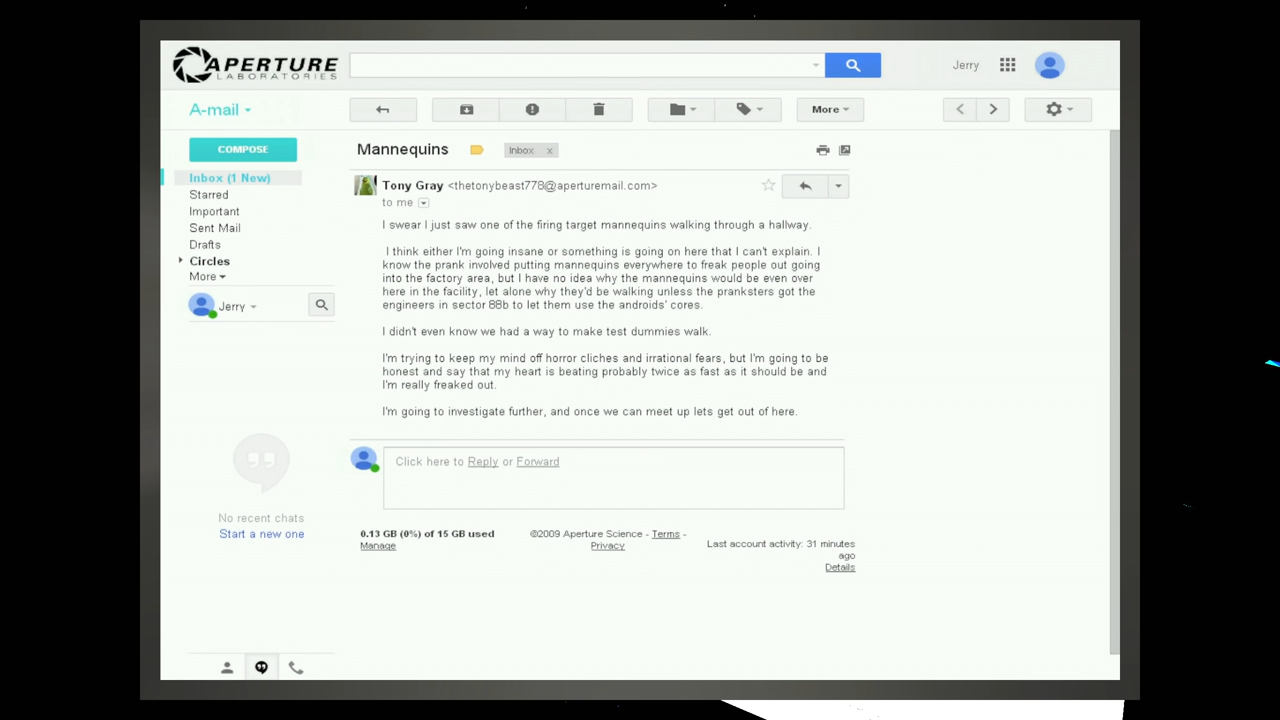 APERTURE
LABORATORIES
Jerry
A-mail
More
COMPOSE
Mannequins
Inbox x
Inbox (1 New)
Starred
Important
Sent Mail
Drafts
Circles
More
Jerry
Tony Gray <thetonybeast778@aperturemail.com>
to me
I swear I just saw one of the firing target mannequins walking through a hallway.
I think either I'm going insane or something is going on here that I can't explain. I
know the prank involved putting mannequins everywhere to freak people out going
into the factory area, but I have no idea why the mannequins would be even over
here in the facility, let alone why they'd be walking unless the pranksters got the
engineers in sector 88b to let them use the androids' cores.
I didn't even know we had a way to make test dummies walk.
I'm trying to keep my mind off horror cliches and irrational fears, but I'm going to be
honest and say that my heart is beating probably twice as fast as it should be and
I'm really freaked out.
I'm going to investigate further, and once we can meet up lets get out of here.
Click here to Reply or Forward
No recent chats
Start a new one
0.13 GB (0%) of 15 GB used
Manage
©2009 Aperture Science - Terms -
Privacy
Last account activity: 31 minutes
ago
Details